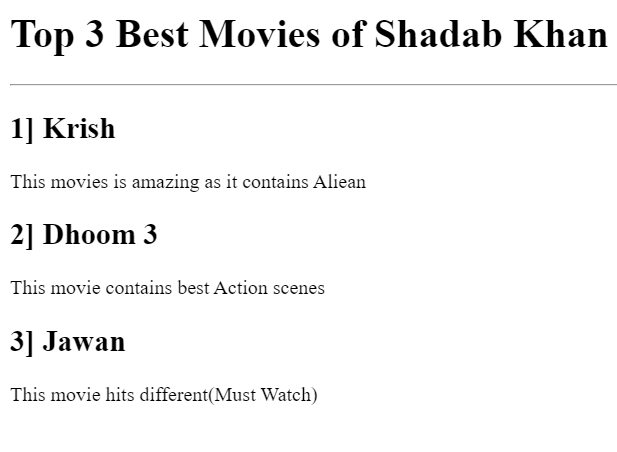 Top 3 Best Movies of Shadab Khan
1] Krish
This movies is amazing as it contains Aliean
2] Dhoom 3
This movie contains best Action scenes
3] Jawan
This movie hits different(Must Watch)